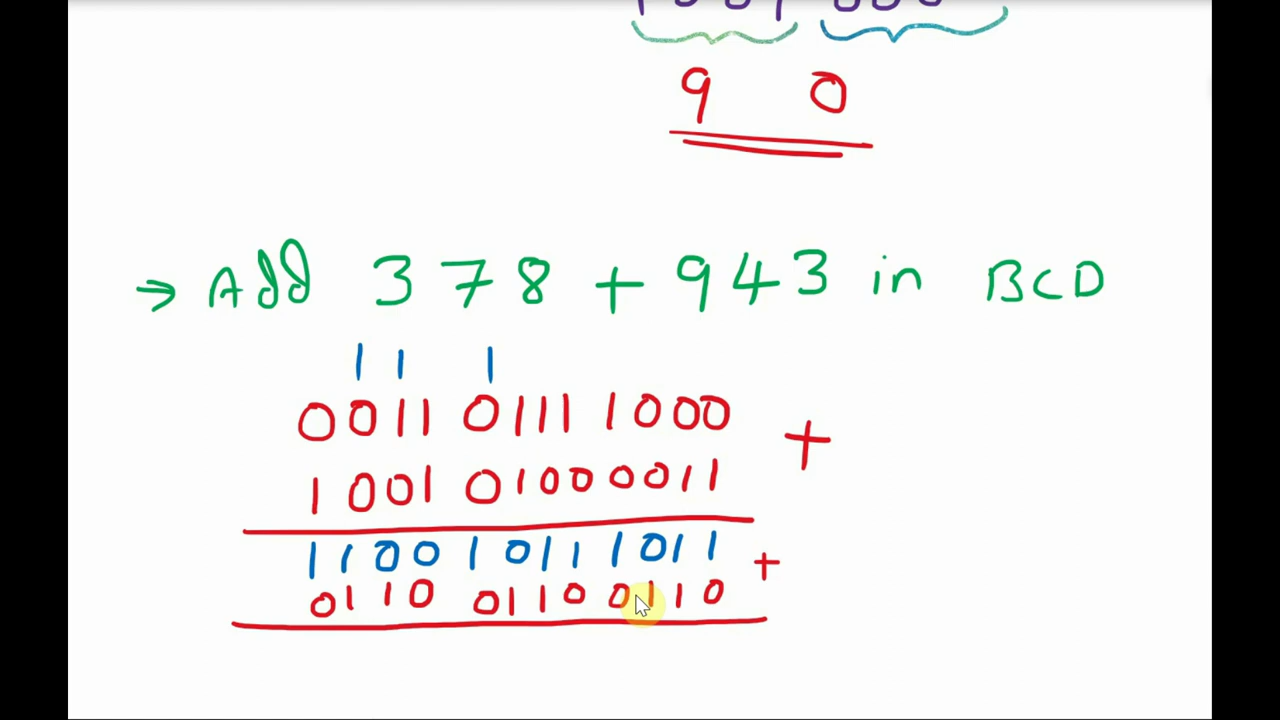 9 0
→ Add 378 + 943 in BCD
1 1 1
0011 0111 1000 +
1001 0100 0011
1100 1011 1011 +
0110 0110 0110